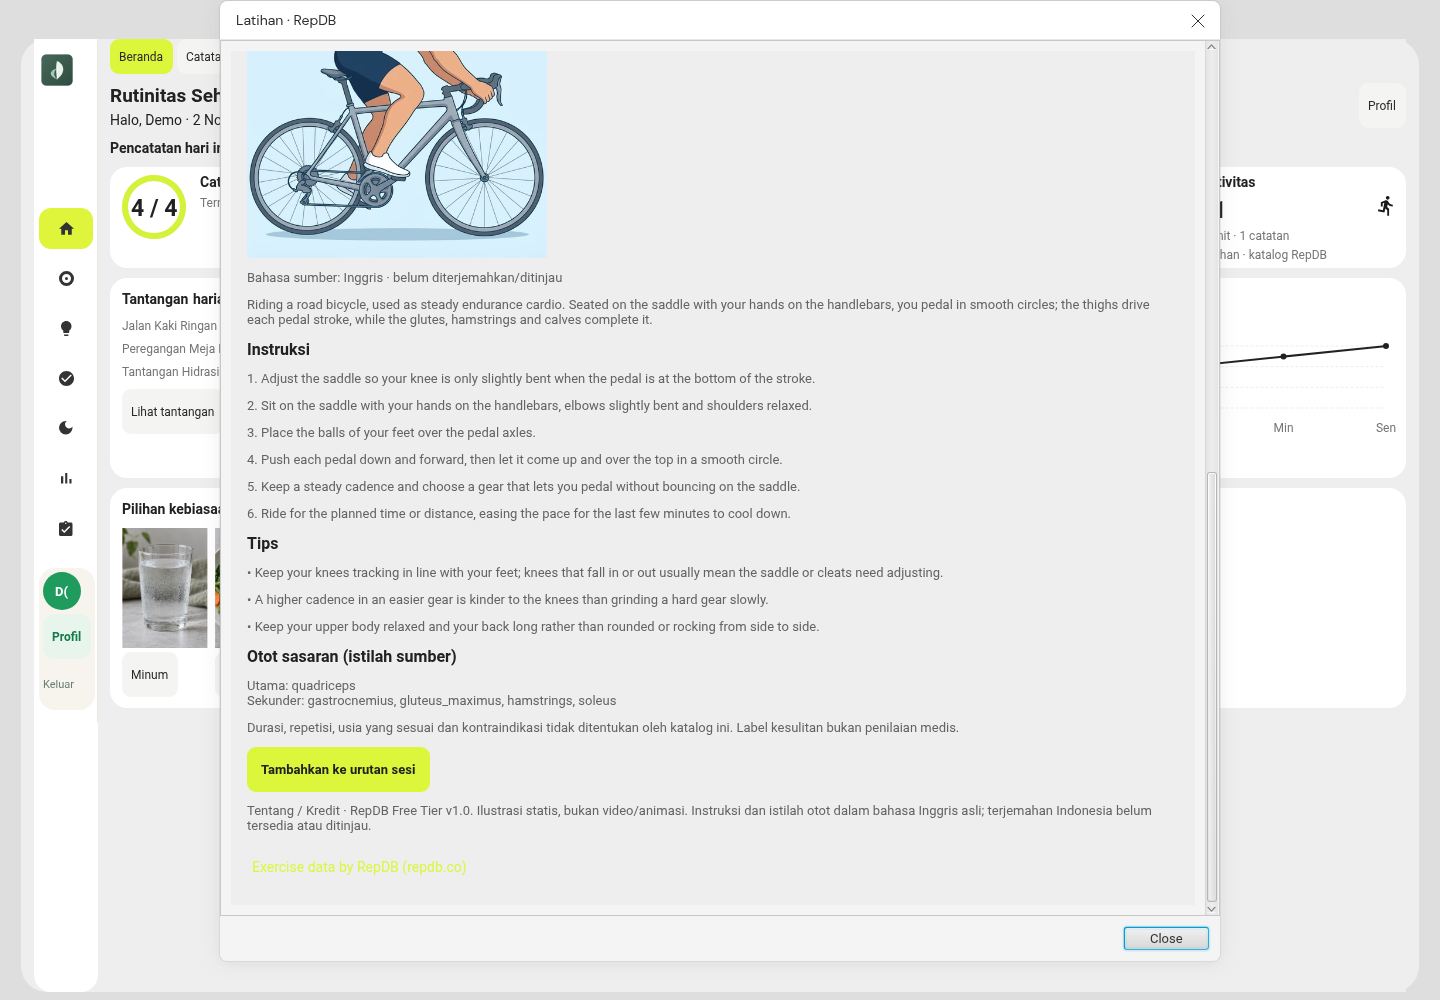 Latihan · RepDB
Beranda
Rutinitas
Halo, Demo · 2
Profil
Pencatatan hari
4 / 4
nit · 1 catatan
katalog RepDB
Tantangan
Jalan Kaki Ringan
Peregangan Meja
Tantangan Hidrasi
Lihat tantangan
Min
Sen
Pilihan
Minum
D(
Profil
Keluar
Bahasa sumber: Inggris · belum diterjemahkan/ditinjau
Riding a road bicycle, used as steady endurance cardio. Seated on the saddle with your hands on the handlebars, you pedal in smooth circles; the thighs drive
each pedal stroke, while the glutes, hamstrings and calves complete it.
Instruksi
1. Adjust the saddle so your knee is only slightly bent when the pedal is at the bottom of the stroke.
2. Sit on the saddle with your hands on the handlebars, elbows slightly bent and shoulders relaxed.
3. Place the balls of your feet over the pedal axles.
4. Push each pedal down and forward, then let it come up and over the top in a smooth circle.
5. Keep a steady cadence and choose a gear that lets you pedal without bouncing on the saddle.
6. Ride for the planned time or distance, easing the pace for the last few minutes to cool down.
Tips
• Keep your knees tracking in line with your feet; knees that fall in or out usually mean the saddle or cleats need adjusting.
• A higher cadence in an easier gear is kinder to the knees than grinding a hard gear slowly.
• Keep your upper body relaxed and your back long rather than rounded or rocking from side to side.
Otot sasaran (istilah sumber)
Utama: quadriceps
Sekunder: gastrocnemius, gluteus_maximus, hamstrings, soleus
Durasi, repetisi, usia yang sesuai dan kontraindikasi tidak ditentukan oleh katalog ini. Label kesulitan bukan penilaian medis.
Tambahkan ke urutan sesi
Tentang / Kredit · RepDB Free Tier v1.0. Ilustrasi statis, bukan video/animasi. Instruksi dan istilah otot dalam bahasa Inggris asli; terjemahan Indonesia belum
tersedia atau ditinjau.
Exercise data by RepDB (repdb.co)
Close